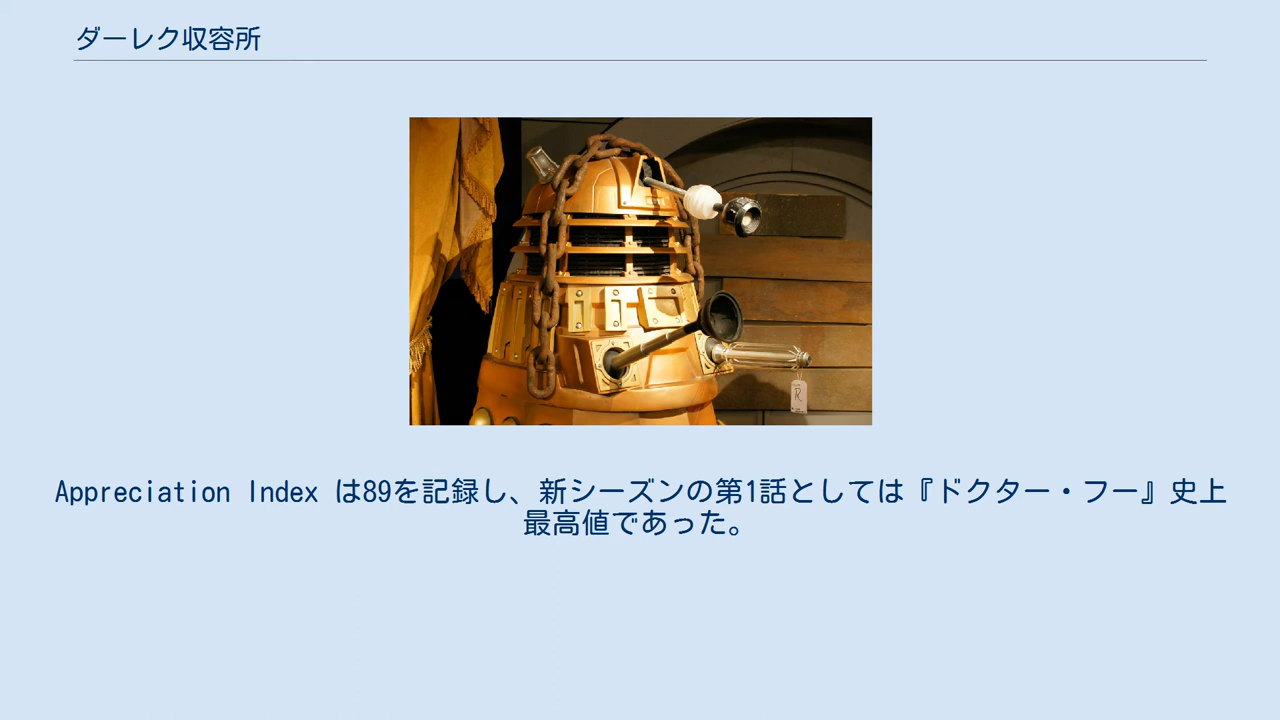 ダーレク収容所
R
Appreciation Index は89を記録し、新シーズンの第1話としては『ドクター・フー』史上
最高値であった。